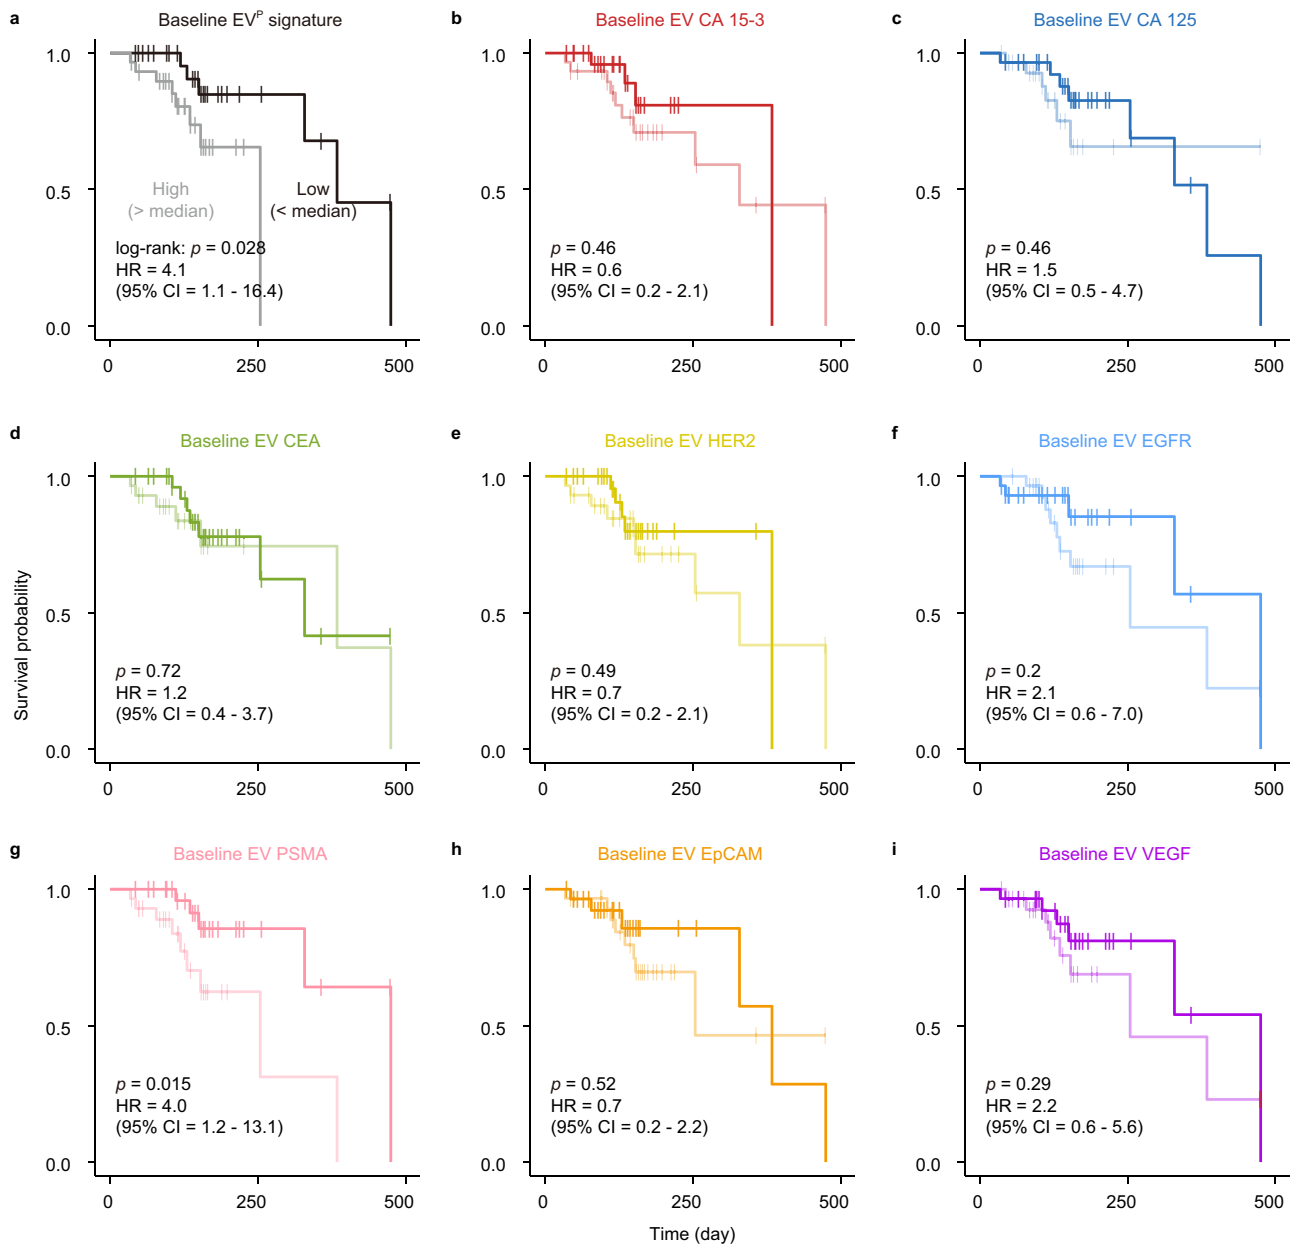 a
Baseline EVᴾ signature
1.0
0.5
0.0
High
(> median)
Low
(< median)
log-rank: p = 0.028
HR = 4.1
(95% CI = 1.1 - 16.4)
0
250
500
b
Baseline EV CA 15-3
1.0
0.5
0.0
p = 0.46
HR = 0.6
(95% CI = 0.2 - 2.1)
0
250
500
c
Baseline EV CA 125
1.0
0.5
0.0
p = 0.46
HR = 1.5
(95% CI = 0.5 - 4.7)
0
250
500
Survival probability
d
Baseline EV CEA
1.0
0.5
0.0
p = 0.72
HR = 1.2
(95% CI = 0.4 - 3.7)
0
250
500
e
Baseline EV HER2
1.0
0.5
0.0
p = 0.49
HR = 0.7
(95% CI = 0.2 - 2.1)
0
250
500
f
Baseline EV EGFR
1.0
0.5
0.0
p = 0.2
HR = 2.1
(95% CI = 0.6 - 7.0)
0
250
500
g
Baseline EV PSMA
1.0
0.5
0.0
p = 0.015
HR = 4.0
(95% CI = 1.2 - 13.1)
0
250
500
h
Baseline EV EpCAM
1.0
0.5
0.0
p = 0.52
HR = 0.7
(95% CI = 0.2 - 2.2)
0
250
500
i
Baseline EV VEGF
1.0
0.5
0.0
p = 0.29
HR = 2.2
(95% CI = 0.6 - 5.6)
0
250
500
Time (day)